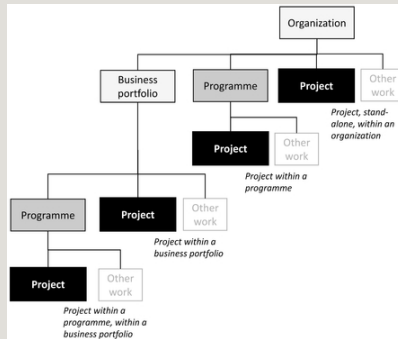 Organization
Business
portfolio
Programme
Project
Other
work
Project, stand-
alone, within an
organization
Project
Other
work
Project within a
programme
Programme
Project
Other
work
Project within a
business portfolio
Project
Other
work
Project within a
programme, within a
business portfolio